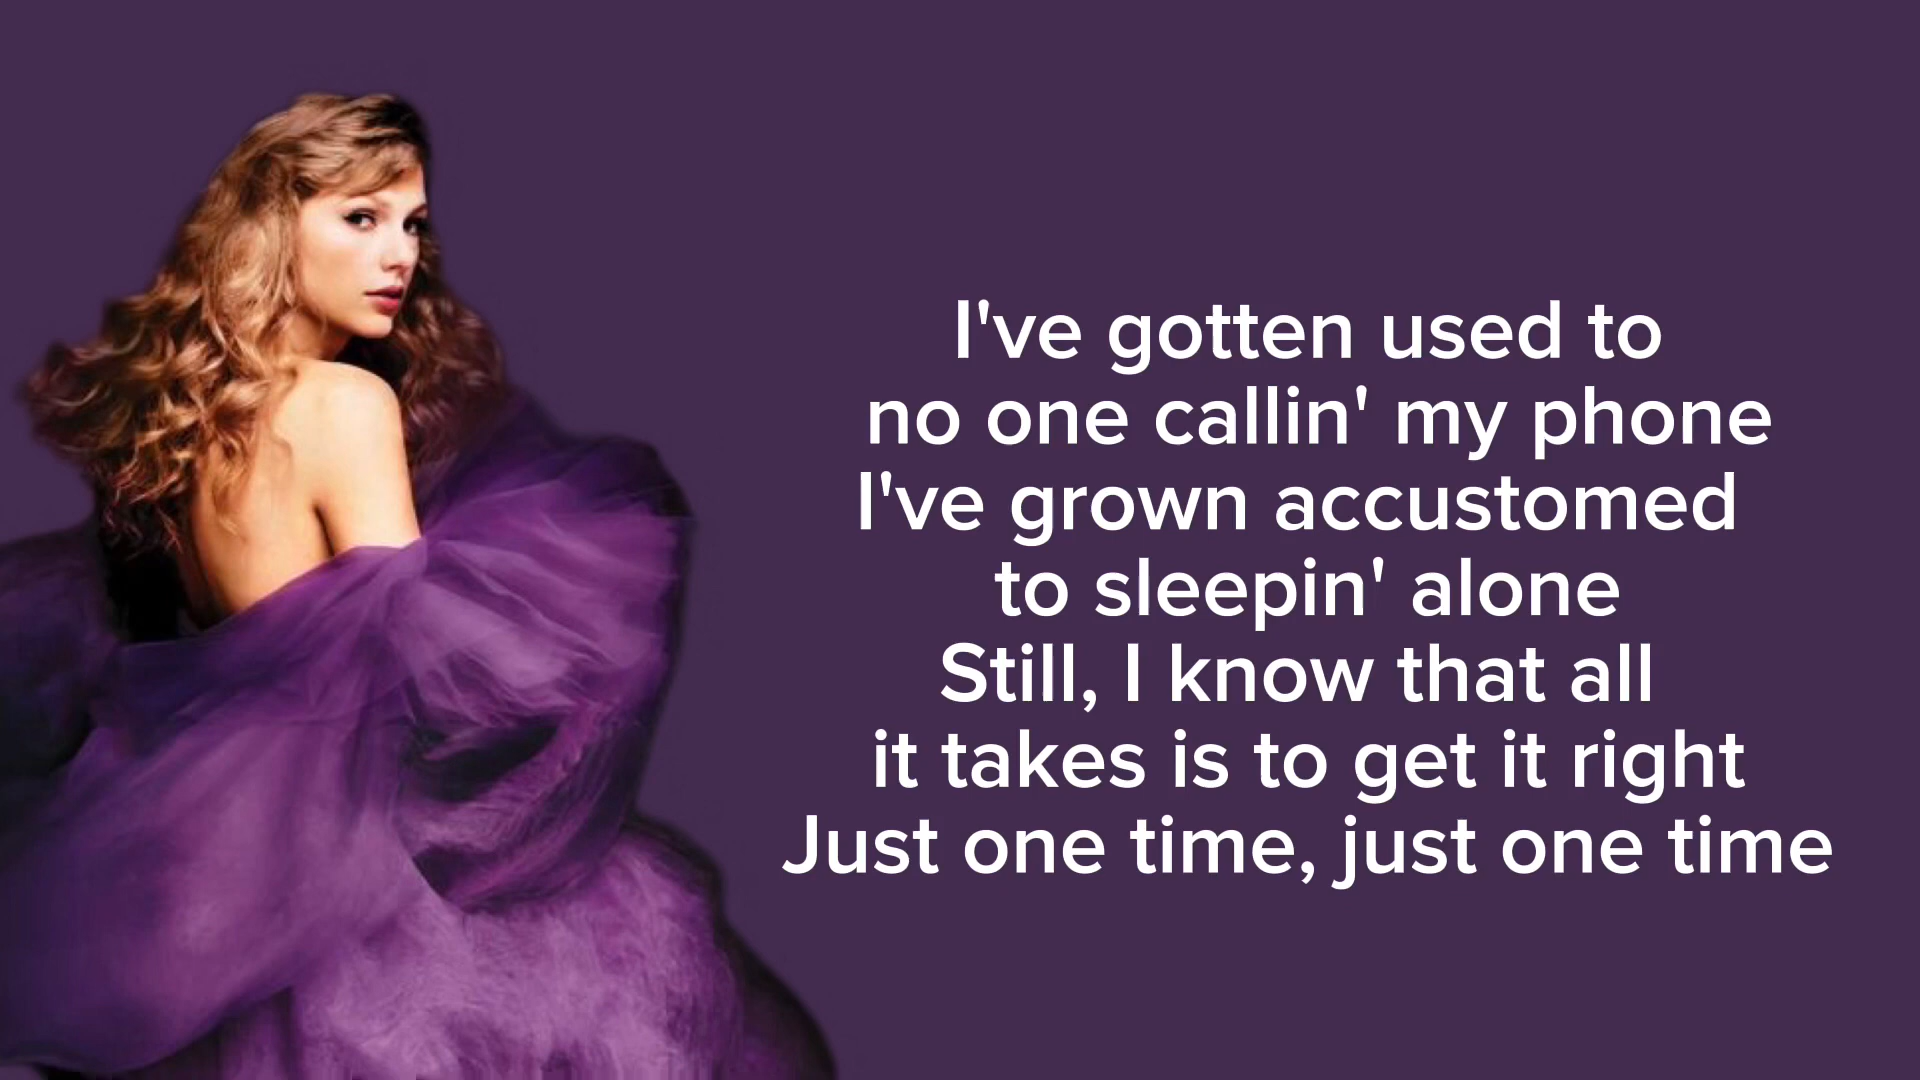 I've gotten used to
no one callin' my phone
I've grown accustomed
to sleepin' alone
Still, I know that all
it takes is to get it right
Just one time, just one time